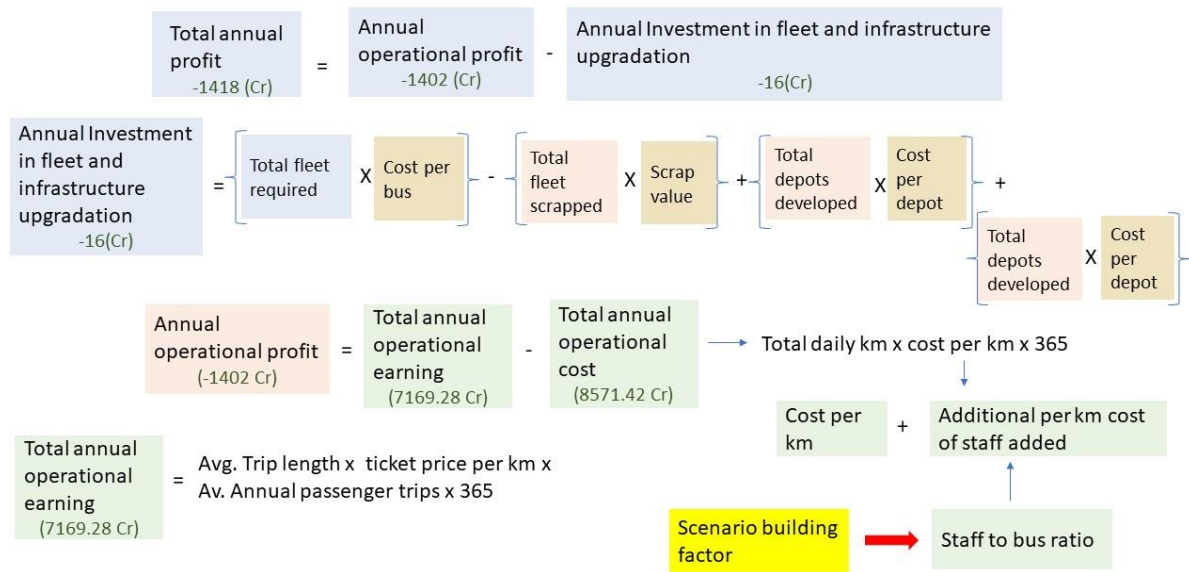 Total annual
profit
-1418 (Cr)
=
Annual
operational profit
-1402 (Cr)
-
Annual Investment in fleet and infrastructure
upgradation
-16(Cr)
Annual Investment
in fleet and
infrastructure
upgradation
-16(Cr)
=
Total fleet
required
X
Cost per
bus
-
Total
fleet
scrapped
X
Scrap
value
+
Total
depots
developed
X
Cost
per
depot
+
Total
depots
developed
X
Cost
per
depot
Annual
operational profit
(-1402 Cr)
=
Total annual
operational
earning
(7169.28 Cr)
-
Total annual
operational
cost
(8571.42 Cr)
Total daily km x cost per km x 365
Cost per
km
+
Additional per km cost
of staff added
Total annual
operational
earning
(7169.28 Cr)
=
Avg. Trip length x ticket price per km x
Av. Annual passenger trips x 365
Scenario building
factor
Staff to bus ratio